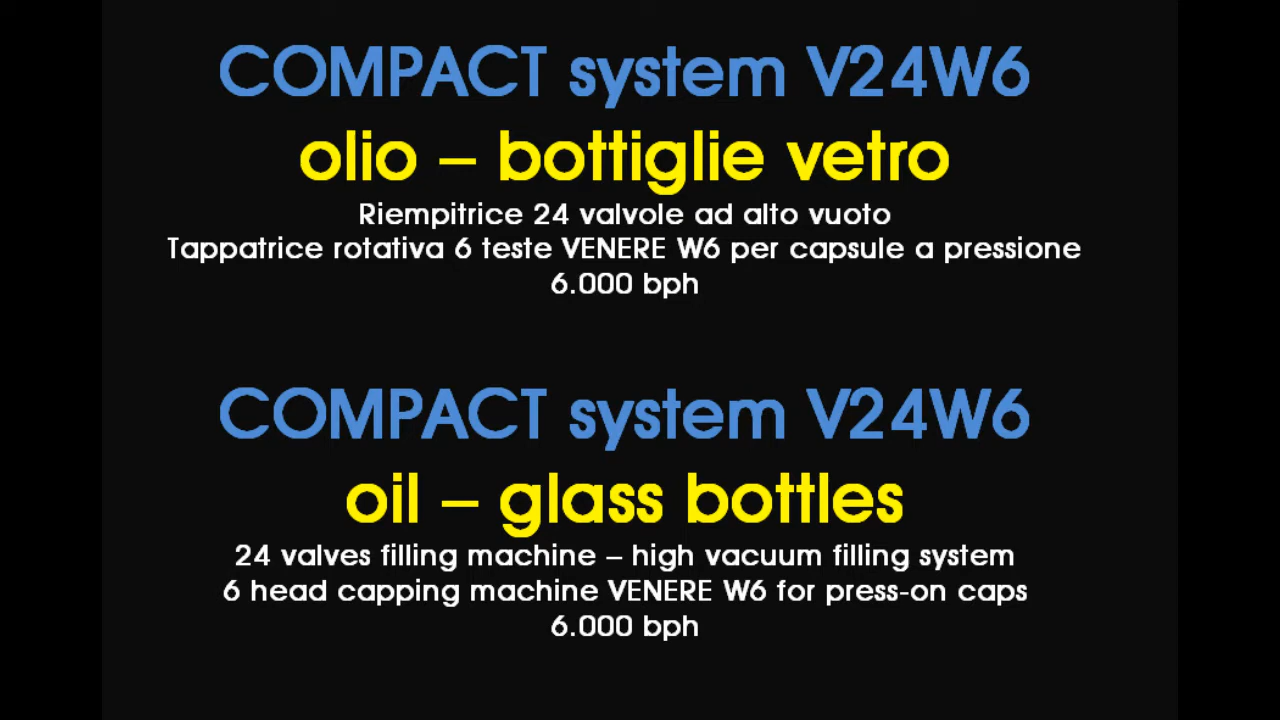 COMPACT system V24W6
olio – bottiglie vetro
Riempitrice 24 valvole ad alto vuoto
Tappatrice rotativa 6 teste VENERE W6 per capsule a pressione
6.000 bph
COMPACT system V24W6
oil – glass bottles
24 valves filling machine – high vacuum filling system
6 head capping machine VENERE W6 for press-on caps
6.000 bph